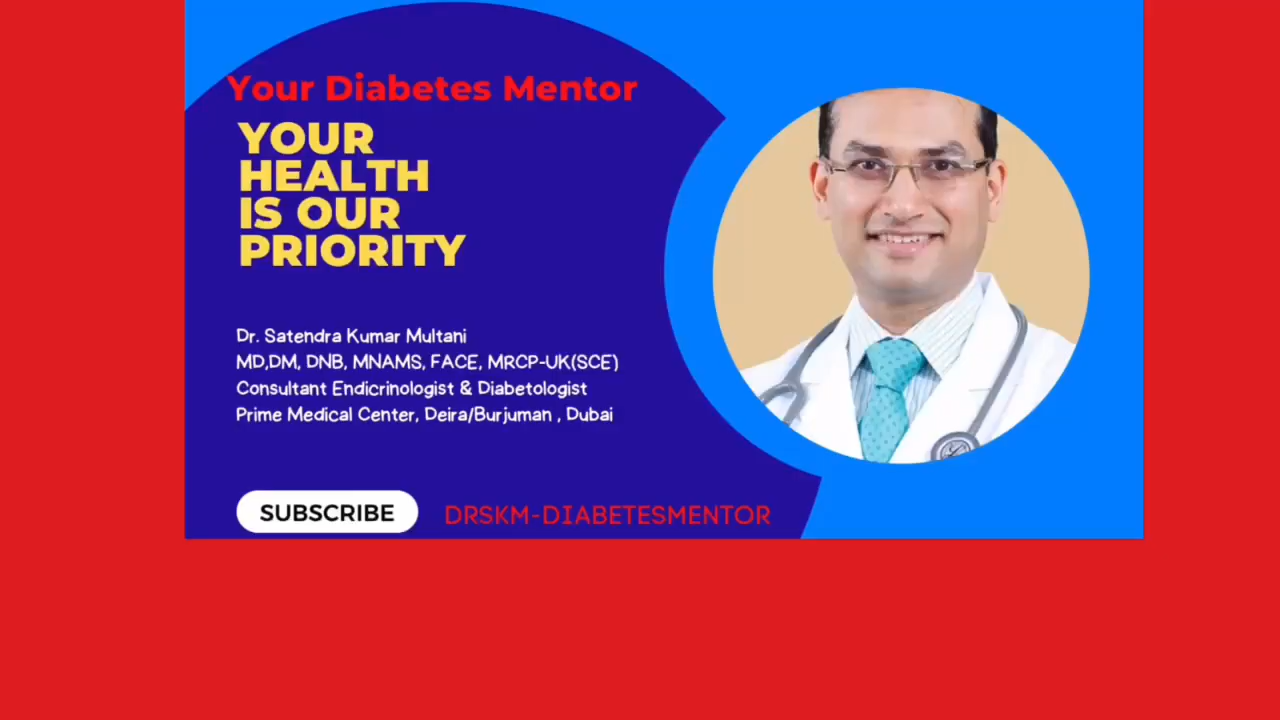 Your Diabetes Mentor
YOUR
HEALTH
IS OUR
PRIORITY
Dr. Satendra Kumar Multani
MD,DM, DNB, MNAMS, FACE, MRCP-UK(SCE)
Consultant Endicrinologist & Diabetologist
Prime Medical Center, Deira/Burjuman , Dubai
SUBSCRIBE
DRSKM-DIABETESMENTOR